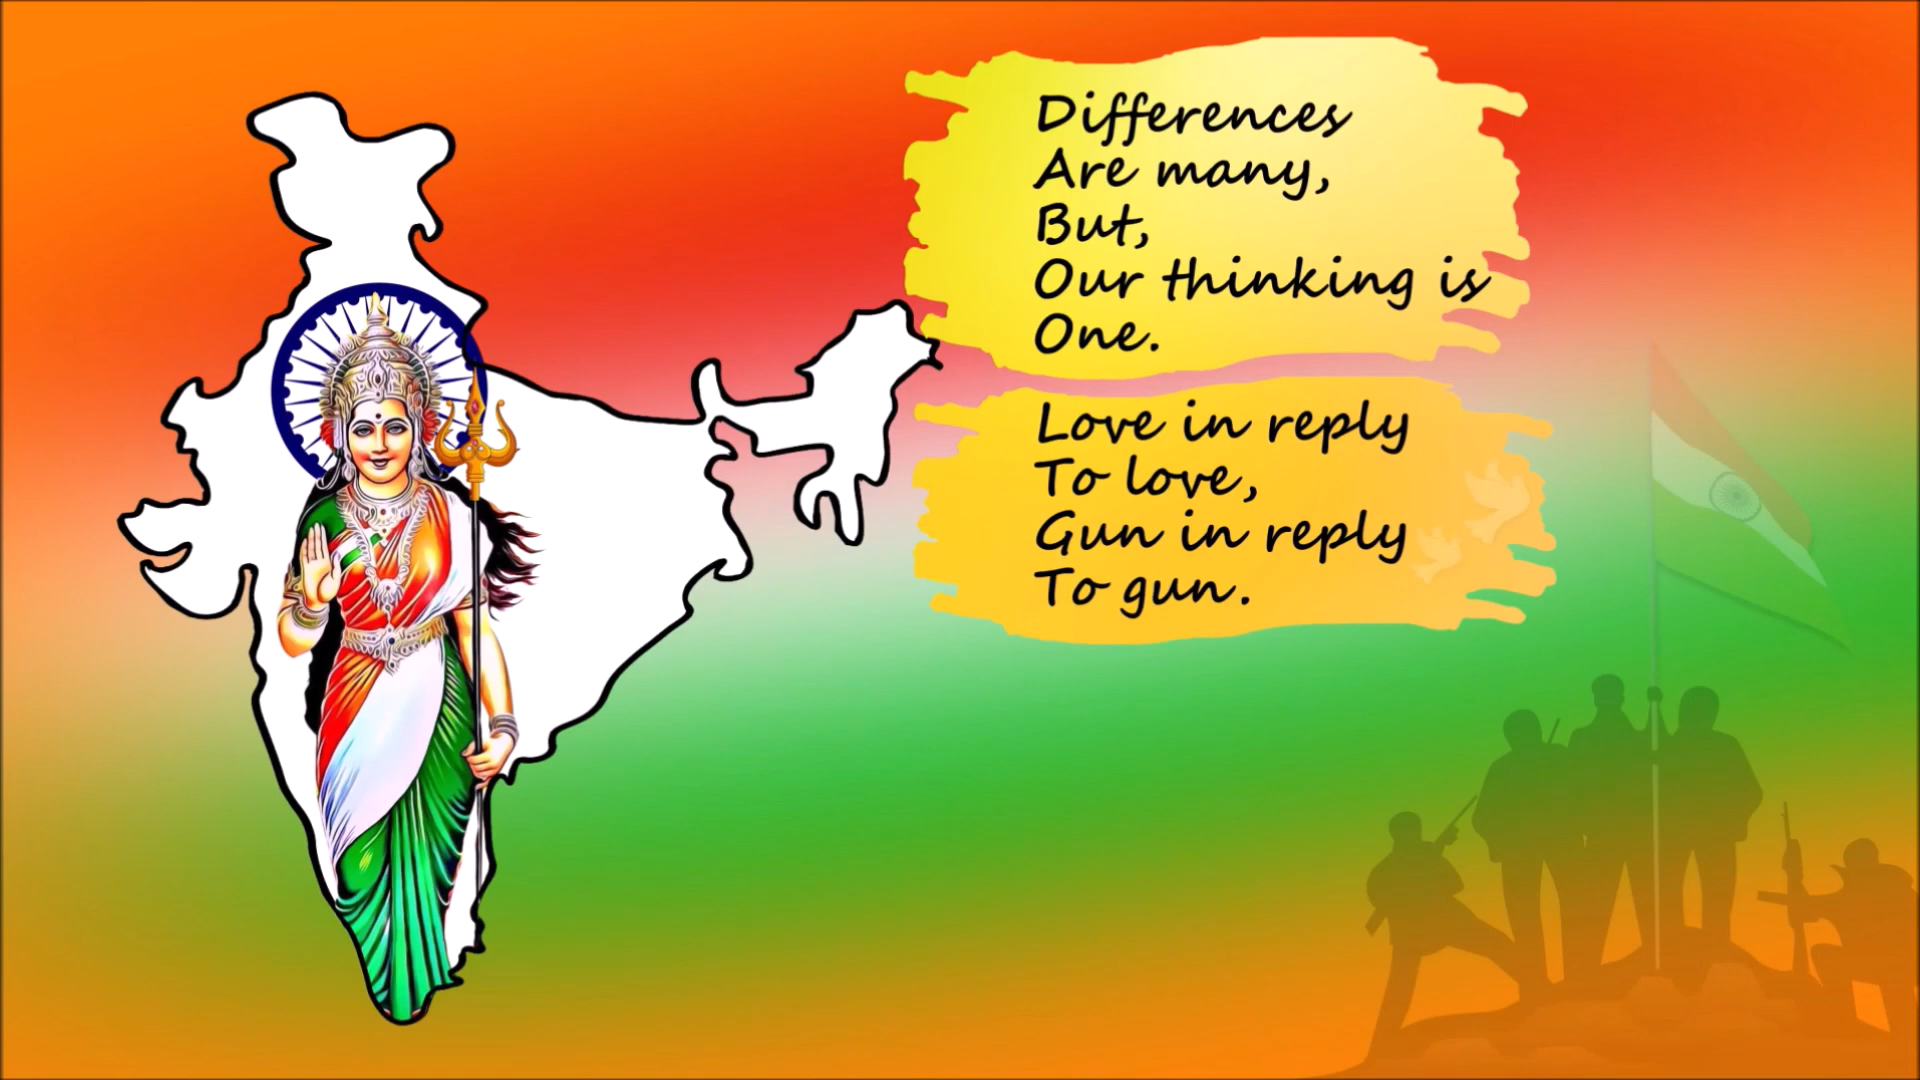 Differences
Are many,
But,
Our thinking is
One.
Love in reply
To love,
Gun in reply
To gun.